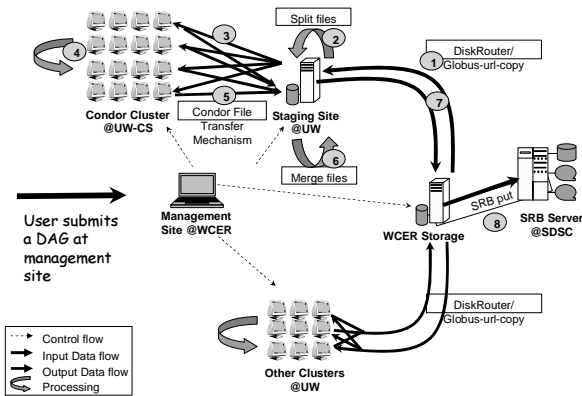 3
4
5
Condor Cluster
@UW-CS
Condor File
Transfer
Mechanism
Split files
2
Staging Site
@UW
6
Merge files
1
DiskRouter/
Globus-url-copy
7
User submits
a DAG at
management
site
Management
Site @WCER
WCER Storage
SRB put
8
SRB Server
@SDSC
DiskRouter/
Globus-url-copy
Other Clusters
@UW
Control flow
Input Data flow
Output Data flow
Processing